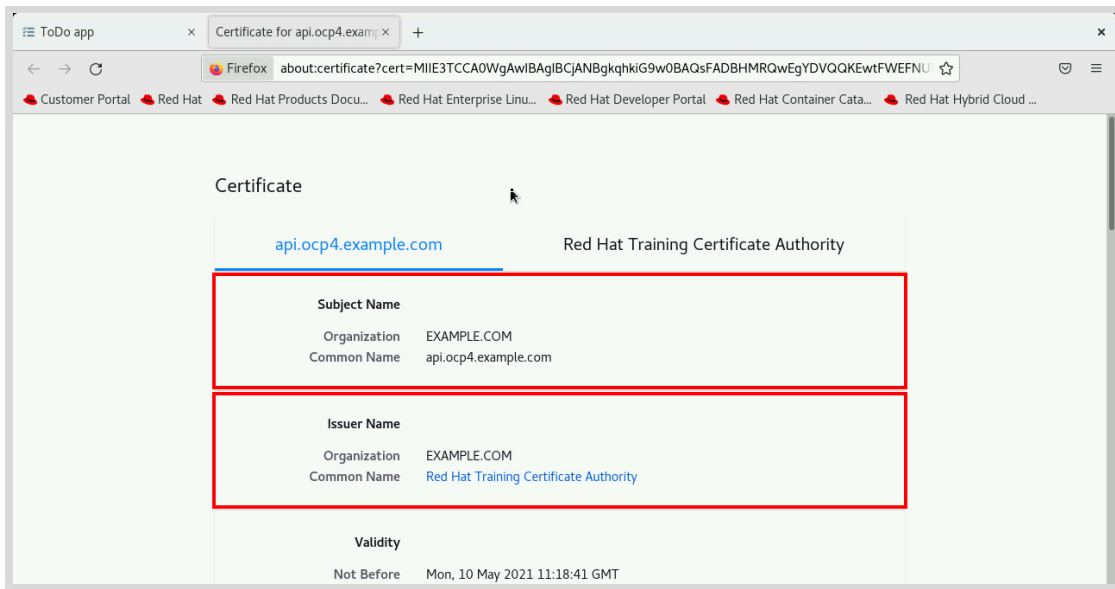 ToDo app
Certificate for api.ocp4.examp
Firefox about:certificate?cert=MIIE3TCCA0WgAwIBAgIBCjANBgkqhkiG9w0BAQsFADBHMRQwEgYDVQQKEwtFWEFNU
Customer Portal Red Hat Red Hat Products Docu... Red Hat Enterprise Linu... Red Hat Developer Portal Red Hat Container Cata... Red Hat Hybrid Cloud ...
Certificate
api.ocp4.example.com Red Hat Training Certificate Authority
Subject Name
Organization EXAMPLE.COM
Common Name api.ocp4.example.com
Issuer Name
Organization EXAMPLE.COM
Common Name Red Hat Training Certificate Authority
Validity
Not Before Mon, 10 May 2021 11:18:41 GMT